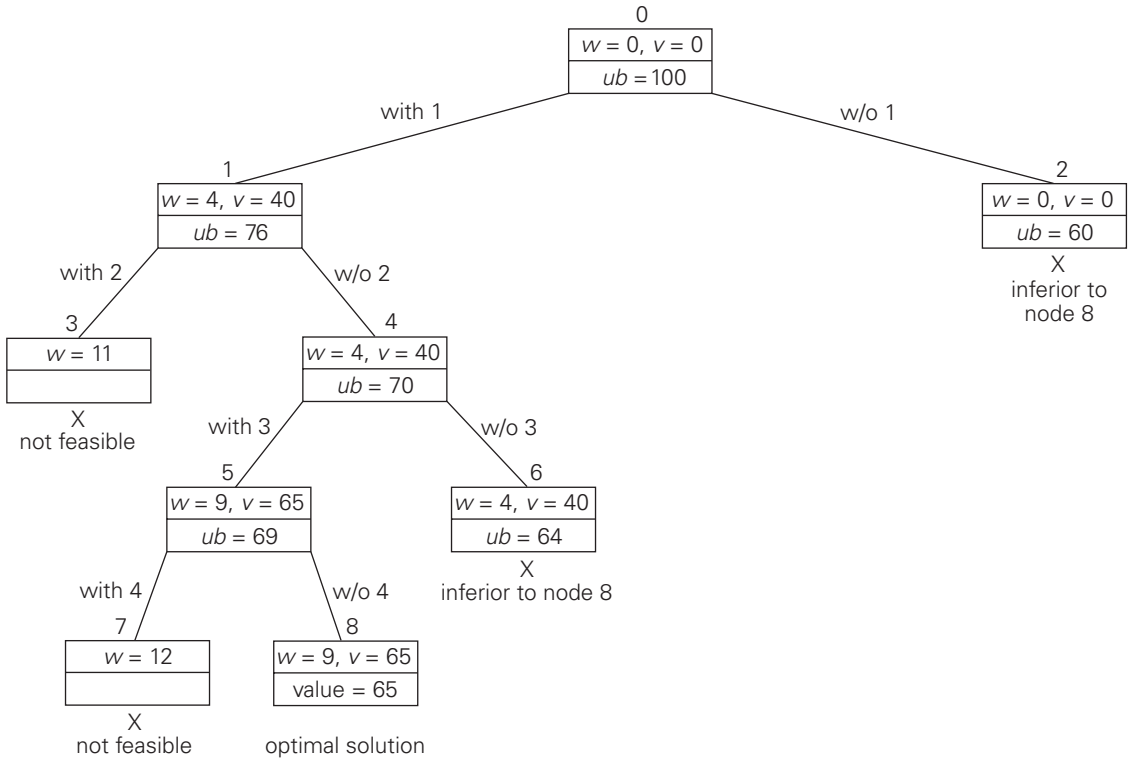 0
w = 0, v = 0
ub = 100
with 1
w/o 1
1
w = 4, v = 40
ub = 76
2
w = 0, v = 0
ub = 60
X
inferior to
node 8
with 2
w/o 2
3
w = 11
X
not feasible
4
w = 4, v = 40
ub = 70
with 3
w/o 3
5
w = 9, v = 65
ub = 69
6
w = 4, v = 40
ub = 64
X
inferior to node 8
with 4
w/o 4
7
w = 12
X
not feasible
8
w = 9, v = 65
value = 65
optimal solution